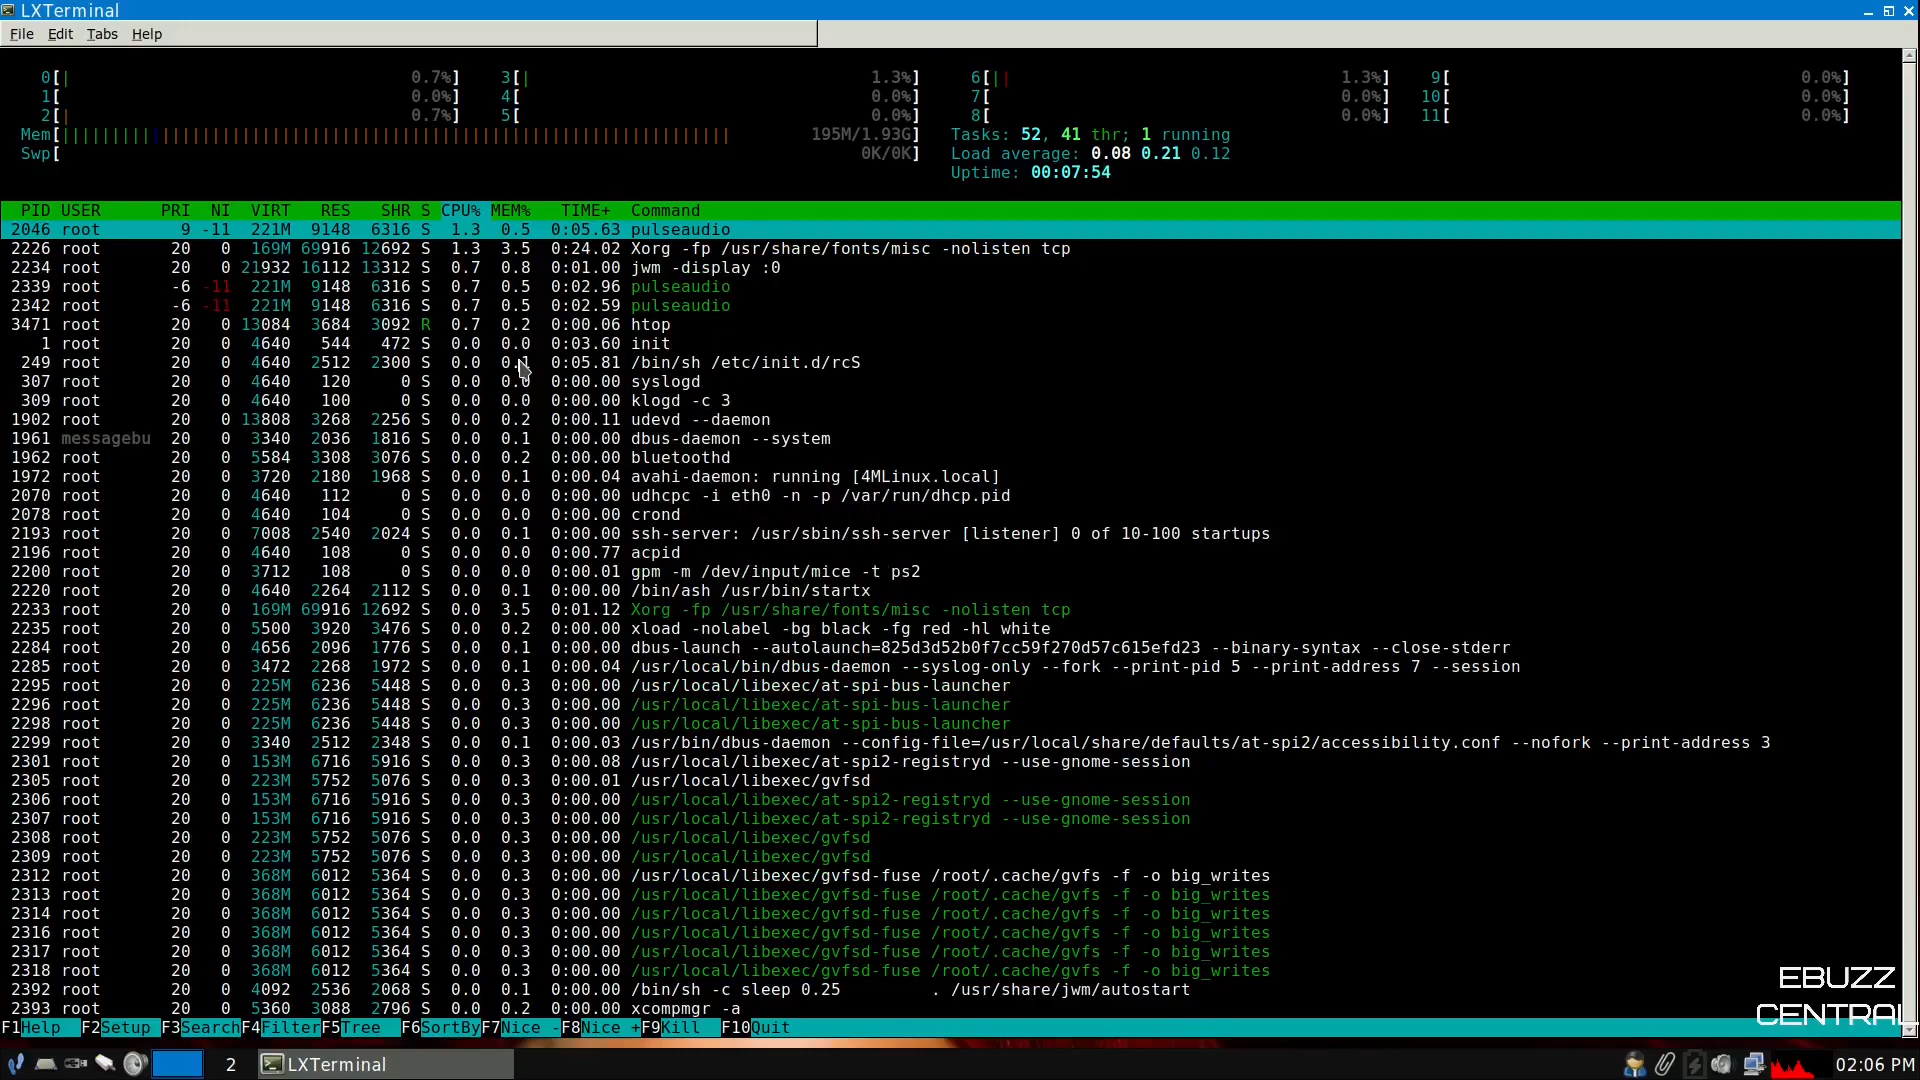 LXTerminal
File Edit Tabs Help
0[| 0.7%] 3[| 1.3%] 6[|| 1.3%] 9[ 0.0%]
1[ 0.0%] 4[ 0.0%] 7[ 0.0%] 10[ 0.0%]
2[| 0.7%] 5[ 0.0%] 8[ 0.0%] 11[ 0.0%]
Mem[ 195M/1.93G] Tasks: 52, 41 thr; 1 running
Swp[ 0K/0K] Load average: 0.08 0.21 0.12
Uptime: 00:07:54
PID USER PRI NI VIRT RES SHR S CPU% MEM% TIME+ Command
2046 root 9 -11 221M 9148 6316 S 1.3 0.5 0:05.63 pulseaudio
2226 root 20 0 169M 69916 12692 S 1.3 3.5 0:24.02 Xorg -fp /usr/share/fonts/misc -nolisten tcp
2234 root 20 0 21932 16112 13312 S 0.7 0.8 0:01.00 jwm -display :0
2339 root -6 -11 221M 9148 6316 S 0.7 0.5 0:02.96 pulseaudio
2342 root -6 -11 221M 9148 6316 S 0.7 0.5 0:02.59 pulseaudio
3471 root 20 0 13084 3684 3092 R 0.7 0.2 0:00.06 htop
1 root 20 0 4640 544 472 S 0.0 0.0 0:03.60 init
249 root 20 0 4640 2512 2300 S 0.0 0.1 0:05.81 /bin/sh /etc/init.d/rcS
307 root 20 0 4640 120 0 S 0.0 0.0 0:00.00 syslogd
309 root 20 0 4640 100 0 S 0.0 0.0 0:00.00 klogd -c 3
1902 root 20 0 13808 3268 2256 S 0.0 0.2 0:00.11 udevd --daemon
1961 messagebu 20 0 3340 2036 1816 S 0.0 0.1 0:00.00 dbus-daemon --system
1962 root 20 0 5584 3308 3076 S 0.0 0.2 0:00.00 bluetoothd
1972 root 20 0 3720 2180 1968 S 0.0 0.1 0:00.04 avahi-daemon: running [4MLinux.local]
2070 root 20 0 4640 112 0 S 0.0 0.0 0:00.00 udhcpc -i eth0 -n -p /var/run/dhcp.pid
2078 root 20 0 4640 104 0 S 0.0 0.0 0:00.00 crond
2193 root 20 0 7008 2540 2024 S 0.0 0.1 0:00.00 ssh-server: /usr/sbin/ssh-server [listener] 0 of 10-100 startups
2196 root 20 0 4640 108 0 S 0.0 0.0 0:00.77 acpid
2200 root 20 0 3712 108 0 S 0.0 0.0 0:00.01 gpm -m /dev/input/mice -t ps2
2220 root 20 0 4640 2264 2112 S 0.0 0.1 0:00.00 /bin/ash /usr/bin/startx
2233 root 20 0 169M 69916 12692 S 0.0 3.5 0:01.12 Xorg -fp /usr/share/fonts/misc -nolisten tcp
2235 root 20 0 5500 3920 3476 S 0.0 0.2 0:00.00 xload -nolabel -bg black -fg red -hl white
2284 root 20 0 4656 2096 1776 S 0.0 0.1 0:00.00 dbus-launch --autolaunch=825d3d52b0f7cc59f270d57c615efd23 --binary-syntax --close-stderr
2285 root 20 0 3472 2268 1972 S 0.0 0.1 0:00.04 /usr/local/bin/dbus-daemon --syslog-only --fork --print-pid 5 --print-address 7 --session
2295 root 20 0 225M 6236 5448 S 0.0 0.3 0:00.00 /usr/local/libexec/at-spi-bus-launcher
2296 root 20 0 225M 6236 5448 S 0.0 0.3 0:00.00 /usr/local/libexec/at-spi-bus-launcher
2298 root 20 0 225M 6236 5448 S 0.0 0.3 0:00.00 /usr/local/libexec/at-spi-bus-launcher
2299 root 20 0 3340 2512 2348 S 0.0 0.1 0:00.03 /usr/bin/dbus-daemon --config-file=/usr/local/share/defaults/at-spi2/accessibility.conf --nofork --print-address 3
2301 root 20 0 153M 6716 5916 S 0.0 0.3 0:00.08 /usr/local/libexec/at-spi2-registryd --use-gnome-session
2305 root 20 0 223M 5752 5076 S 0.0 0.3 0:00.01 /usr/local/libexec/gvfsd
2306 root 20 0 153M 6716 5916 S 0.0 0.3 0:00.00 /usr/local/libexec/at-spi2-registryd --use-gnome-session
2307 root 20 0 153M 6716 5916 S 0.0 0.3 0:00.00 /usr/local/libexec/at-spi2-registryd --use-gnome-session
2308 root 20 0 223M 5752 5076 S 0.0 0.3 0:00.00 /usr/local/libexec/gvfsd
2309 root 20 0 223M 5752 5076 S 0.0 0.3 0:00.00 /usr/local/libexec/gvfsd
2312 root 20 0 368M 6012 5364 S 0.0 0.3 0:00.00 /usr/local/libexec/gvfsd-fuse /root/.cache/gvfs -f -o big_writes
2313 root 20 0 368M 6012 5364 S 0.0 0.3 0:00.00 /usr/local/libexec/gvfsd-fuse /root/.cache/gvfs -f -o big_writes
2314 root 20 0 368M 6012 5364 S 0.0 0.3 0:00.00 /usr/local/libexec/gvfsd-fuse /root/.cache/gvfs -f -o big_writes
2316 root 20 0 368M 6012 5364 S 0.0 0.3 0:00.00 /usr/local/libexec/gvfsd-fuse /root/.cache/gvfs -f -o big_writes
2317 root 20 0 368M 6012 5364 S 0.0 0.3 0:00.00 /usr/local/libexec/gvfsd-fuse /root/.cache/gvfs -f -o big_writes
2318 root 20 0 368M 6012 5364 S 0.0 0.3 0:00.00 /usr/local/libexec/gvfsd-fuse /root/.cache/gvfs -f -o big_writes
2392 root 20 0 4092 2536 2068 S 0.0 0.1 0:00.00 /bin/sh -c sleep 0.25 . /usr/share/jwm/autostart
2393 root 20 0 5360 3088 2796 S 0.0 0.2 0:00.00 xcompmgr -a
EBUZZ
CENTRAL
F1Help F2Setup F3SearchF4FilterF5Tree F6SortByF7Nice -F8Nice +F9Kill F10Quit
2 LXTerminal 02:06 PM